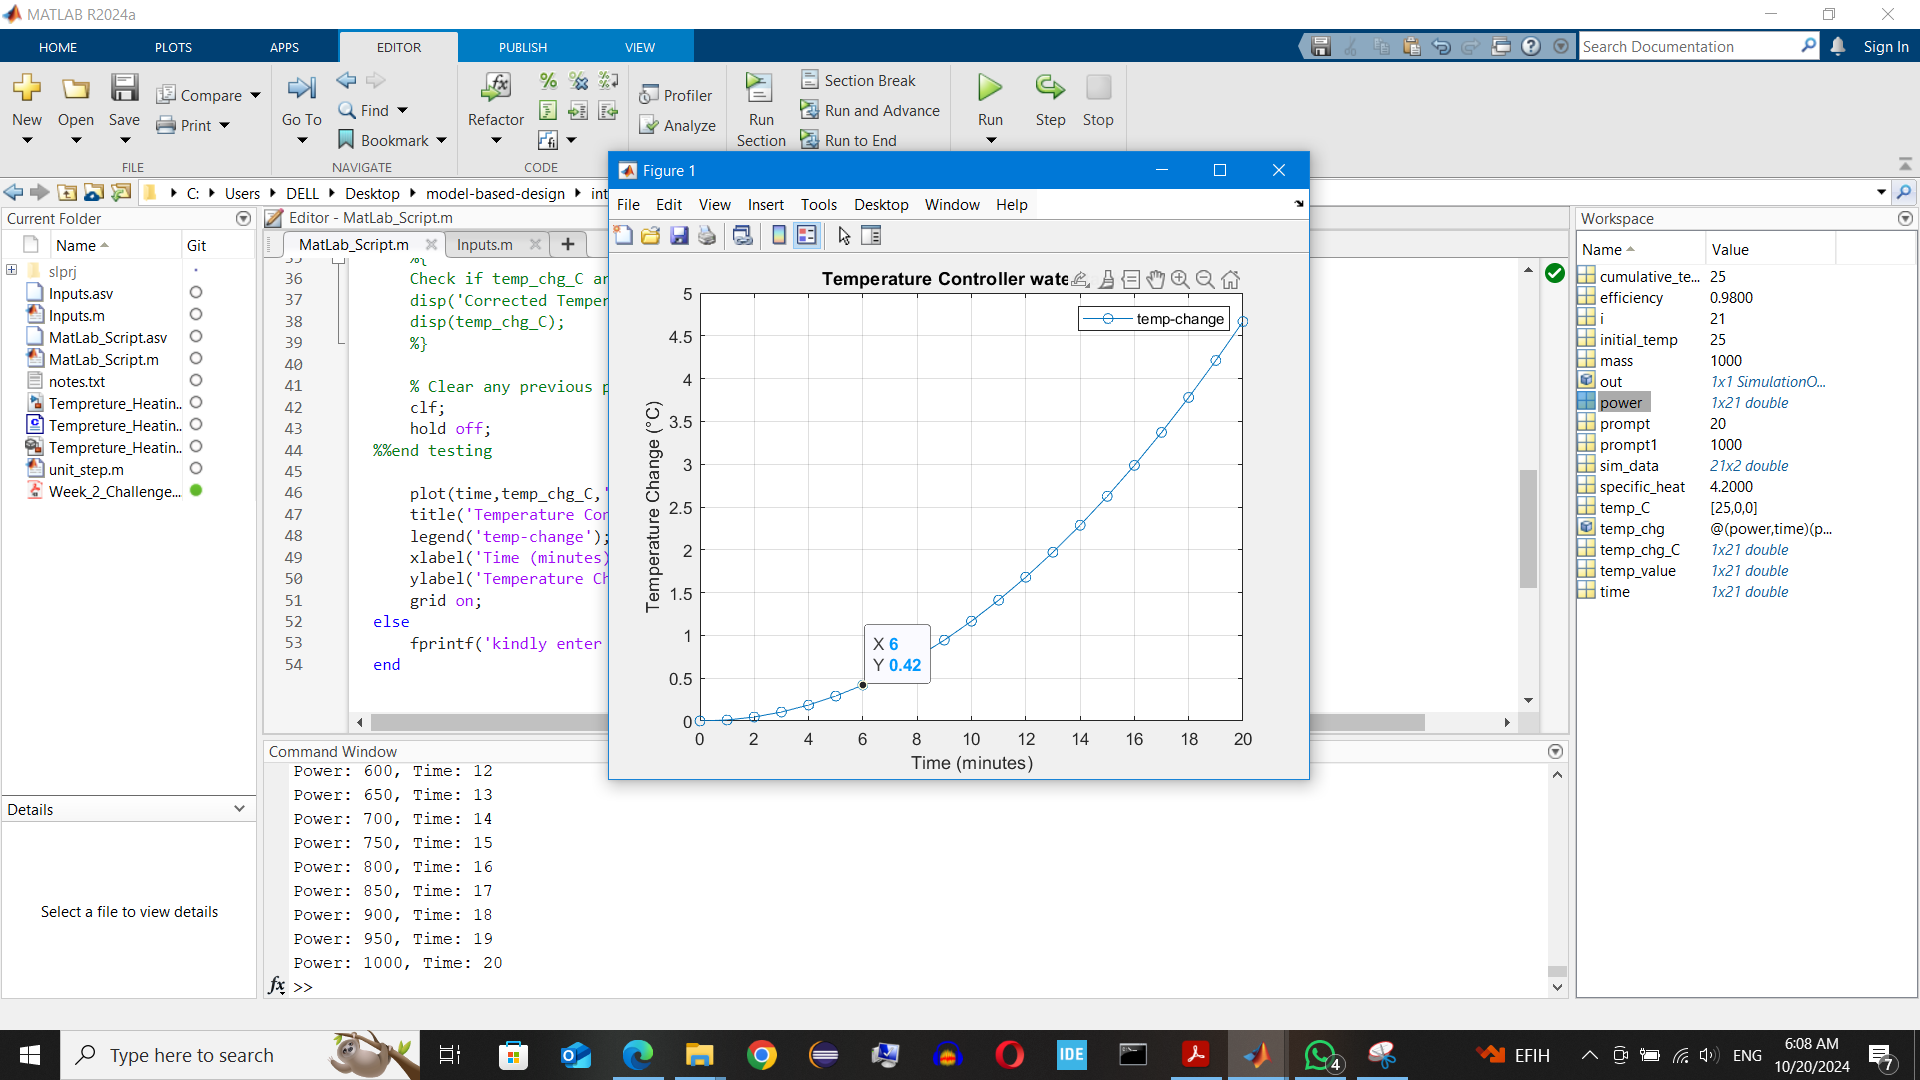 MATLAB R2024a
HOME PLOTS APPS EDITOR PUBLISH VIEW
Search Documentation
Sign In
New Open Save
Compare
Print
FILE
Go To
Find
Bookmark
NAVIGATE
Refactor
CODE
Profiler
Analyze
Run Section
Section Break
Run and Advance
Run to End
Run Step Stop
C: Users DELL Desktop model-based-design int
Current Folder
Name Git
slprj
Inputs.asv
Inputs.m
MatLab_Script.asv
MatLab_Script.m
notes.txt
Tempreture_Heatin..
Tempreture_Heatin..
Tempreture_Heatin..
unit_step.m
Week_2_Challenge...
Details
Select a file to view details
Editor - MatLab_Script.m
MatLab_Script.m Inputs.m
35 %{
36 Check if temp_chg_C ar
37 disp('Corrected Temper
38 disp(temp_chg_C);
39 %}
40
41 % Clear any previous p
42 clf;
43 hold off;
44 %%end testing
45
46 plot(time,temp_chg_C,'
47 title('Temperature Con
48 legend('temp-change');
49 xlabel('Time (minutes)
50 ylabel('Temperature Ch
51 grid on;
52 else
53 fprintf('kindly enter
54 end
Figure 1
File Edit View Insert Tools Desktop Window Help
Temperature Controller wate
temp-change
5
4.5
4
3.5
3
2.5
2
1.5
1
0.5
0
Temperature Change (°C)
X 6
Y 0.42
0 2 4 6 8 10 12 14 16 18 20
Time (minutes)
Command Window
Power: 600, Time: 12
Power: 650, Time: 13
Power: 700, Time: 14
Power: 750, Time: 15
Power: 800, Time: 16
Power: 850, Time: 17
Power: 900, Time: 18
Power: 950, Time: 19
Power: 1000, Time: 20
fx >>
Workspace
Name Value
cumulative_te... 25
efficiency 0.9800
i 21
initial_temp 25
mass 1000
out 1x1 SimulationO...
power 1x21 double
prompt 20
prompt1 1000
sim_data 21x2 double
specific_heat 4.2000
temp_C [25,0,0]
temp_chg @(power,time)(p...
temp_chg_C 1x21 double
temp_value 1x21 double
time 1x21 double
Type here to search
IDE
4
EFIH
ENG
6:08 AM
10/20/2024
7